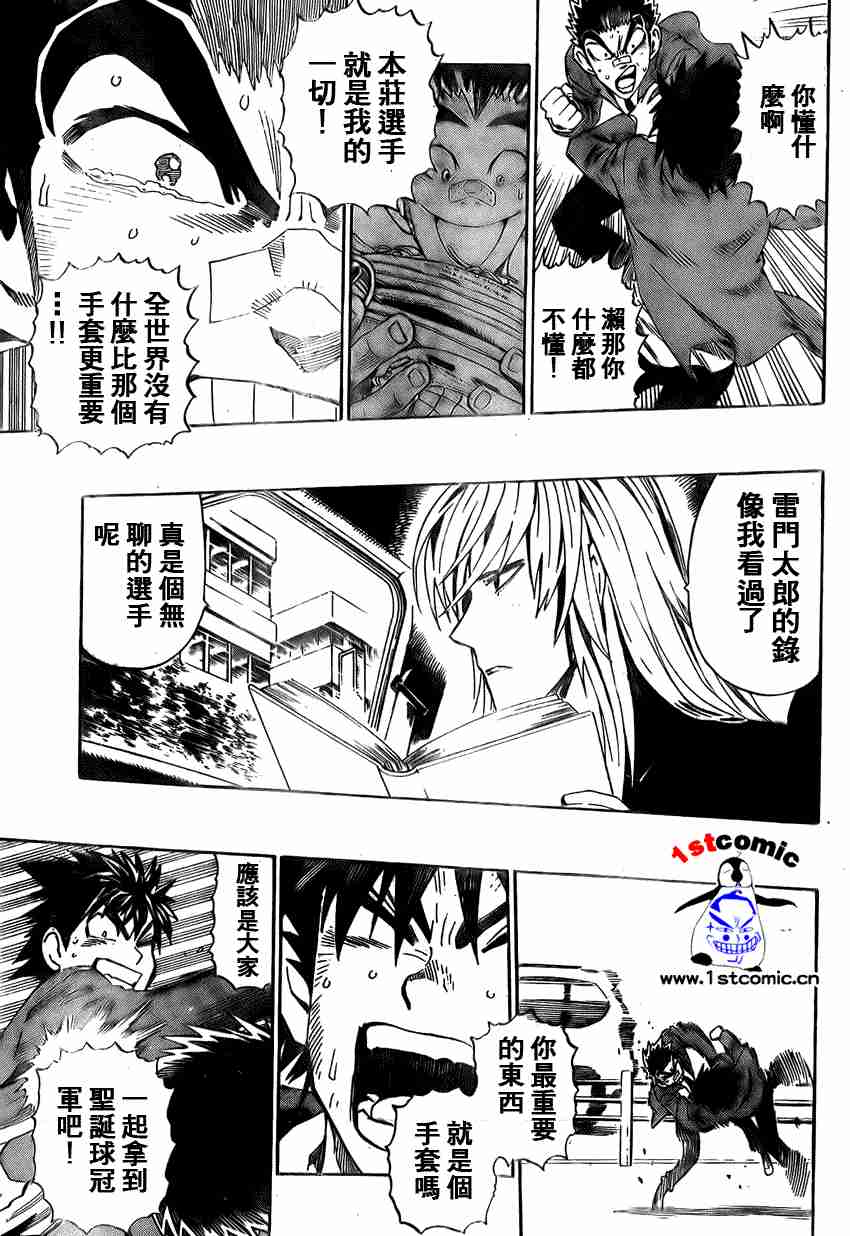 你懂什
麼啊
瀨那你
什麼都
不懂！
本莊選手
就是我的
一切！
全世界沒有
什麼比那個
手套更重要
……!!
雷門太郎的錄
像我看過了
真是個無
聊的選手
呢
1stcomic
www.1stcomic.cn
你最重要
的東西
就是個
手套嗎
應該是大家
一起拿到
聖誕球冠
軍吧！